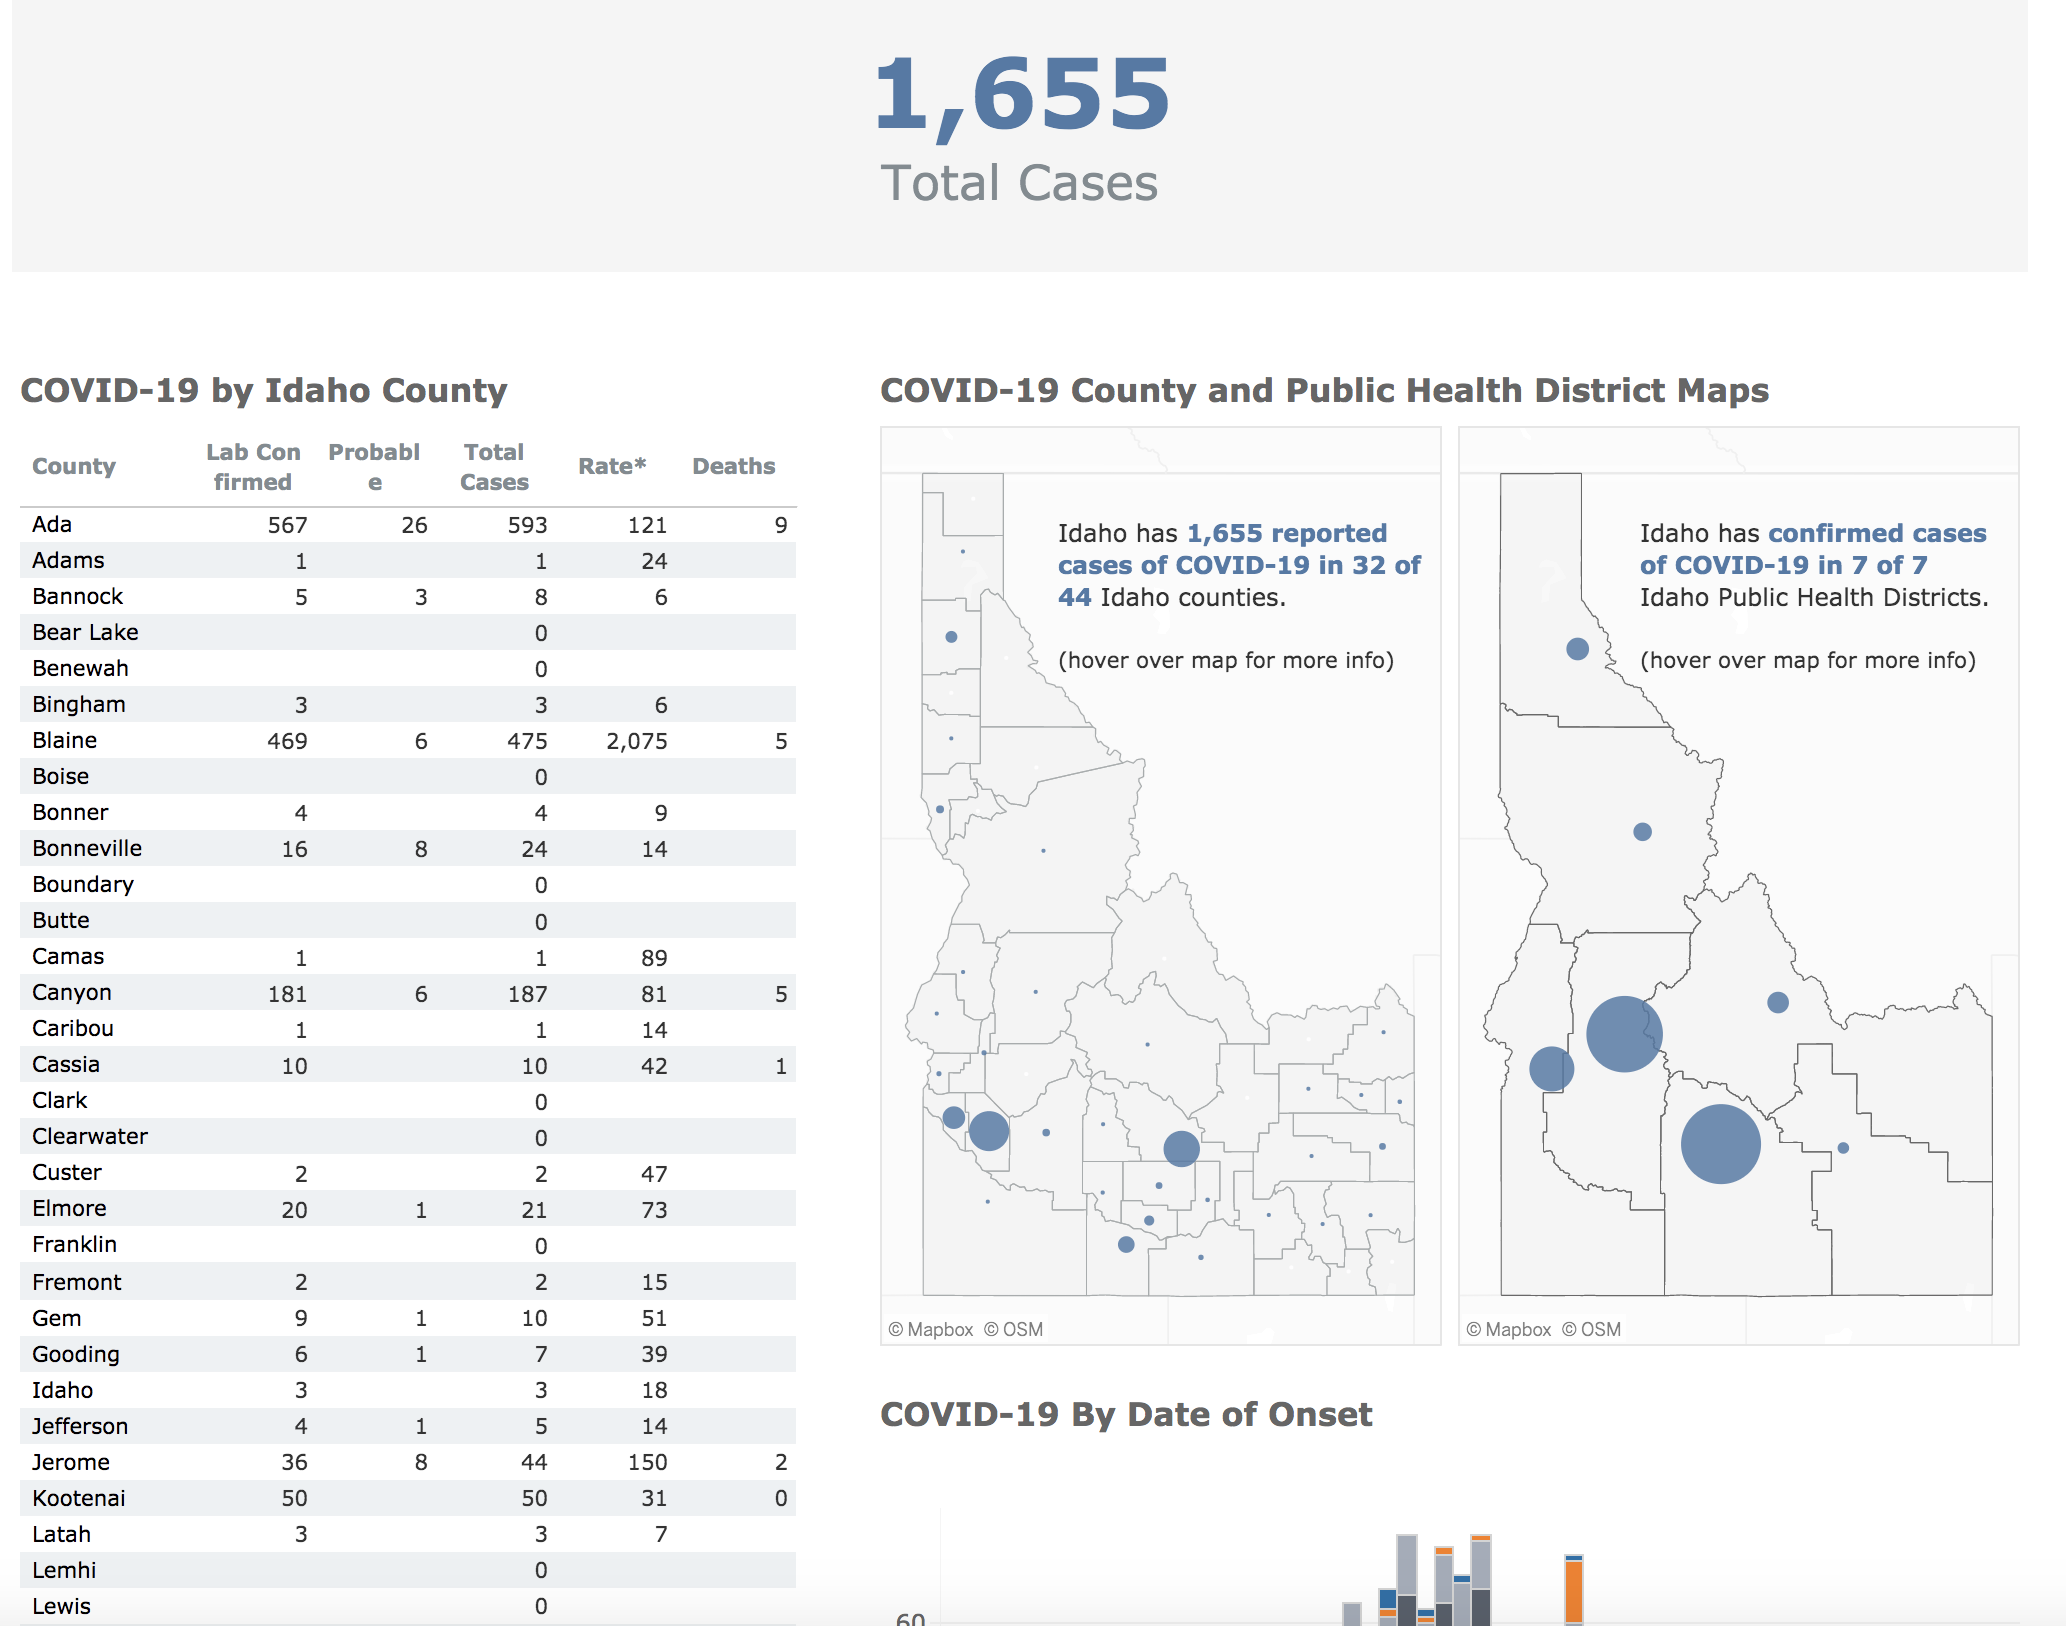 1,655
Total Cases
COVID-19 by Idaho County
County Lab Con Probabl Total Rate* Deaths
firmed e Cases
Ada 567 26 593 121 9
Adams 1 1 24
Bannock 5 3 8 6
Bear Lake 0
Benewah 0
Bingham 3 3 6
Blaine 469 6 475 2,075 5
Boise 0
Bonner 4 4 9
Bonneville 16 8 24 14
Boundary 0
Butte 0
Camas 1 1 89
Canyon 181 6 187 81 5
Caribou 1 1 14
Cassia 10 10 42 1
Clark 0
Clearwater 0
Custer 2 2 47
Elmore 20 1 21 73
Franklin 0
Fremont 2 2 15
Gem 9 1 10 51
Gooding 6 1 7 39
Idaho 3 3 18
Jefferson 4 1 5 14
Jerome 36 8 44 150 2
Kootenai 50 50 31 0
Latah 3 3 7
Lemhi 0
Lewis 0
COVID-19 County and Public Health District Maps
Idaho has 1,655 reported
cases of COVID-19 in 32 of
44 Idaho counties.
(hover over map for more info)
© Mapbox © OSM
Idaho has confirmed cases
of COVID-19 in 7 of 7
Idaho Public Health Districts.
(hover over map for more info)
© Mapbox © OSM
COVID-19 By Date of Onset
60